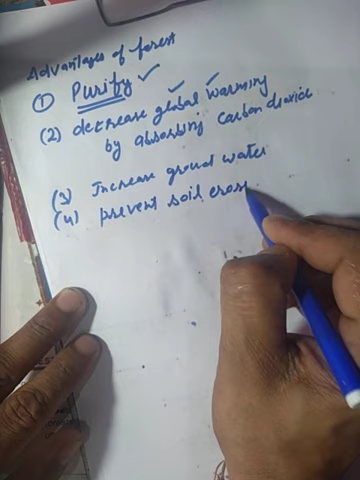 Advantages of forest
① Purify ✓
(2) decrease global warming
by absorbing carbon dioxide
(3) Increase ground water
(4) prevent soil eros